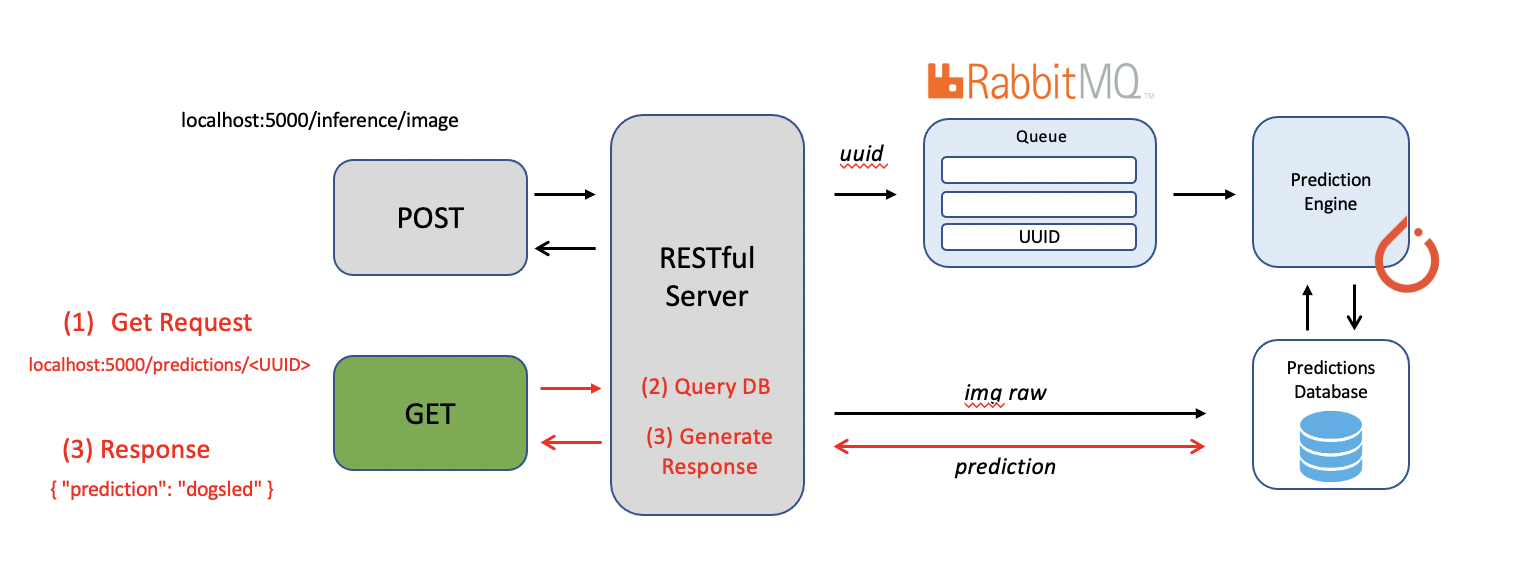 RabbitMQ™
localhost:5000/inference/image
POST
RESTful
Server
uuid
Queue
UUID
Prediction
Engine
(1) Get Request
localhost:5000/predictions/<UUID>
GET
(2) Query DB
(3) Generate
Response
img raw
prediction
Predictions
Database
(3) Response
{ "prediction": "dogsled" }